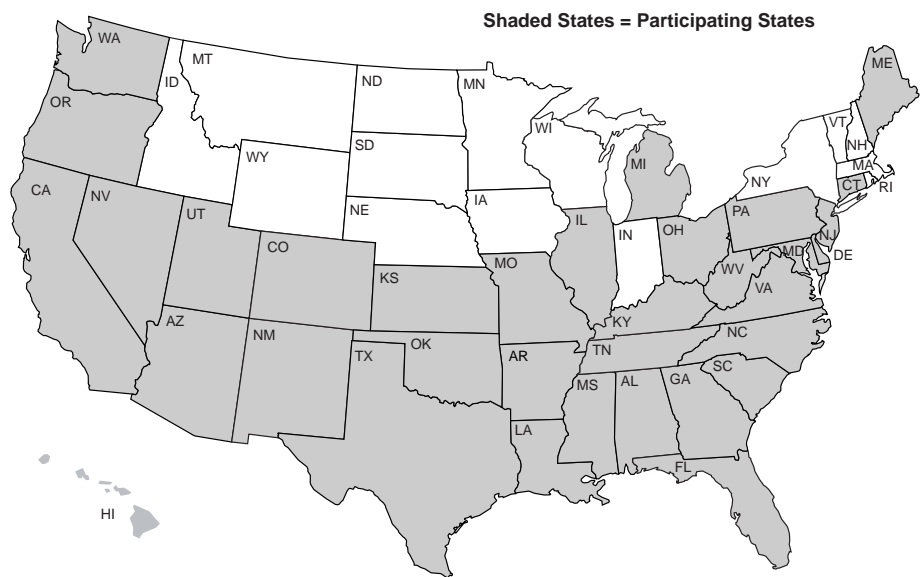 Shaded States = Participating States
WA
MT
ME
ID
ND
MN
OR
VT
WI
NH
SD
MA
MI
WY
NY
RI
CT
CA
NV
IA
NE
PA
UT
IL
IN
OH
NJ
CO
MD
DE
MO
WV
KS
VA
AZ
KY
NM
NC
OK
TN
TX
AR
SC
MS
AL
GA
LA
FL
HI